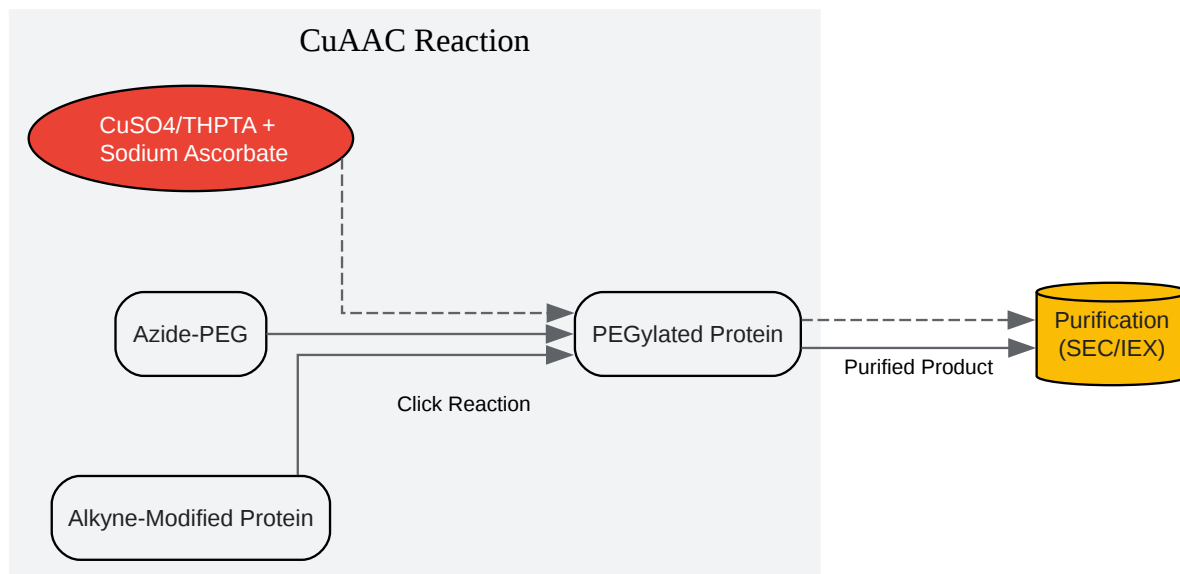 CuAAC Reaction
CuSO4/THPTA +
Sodium Ascorbate
Azide-PEG
PEGylated Protein
Purification
(SEC/IEX)
Purified Product
Click Reaction
Alkyne-Modified Protein